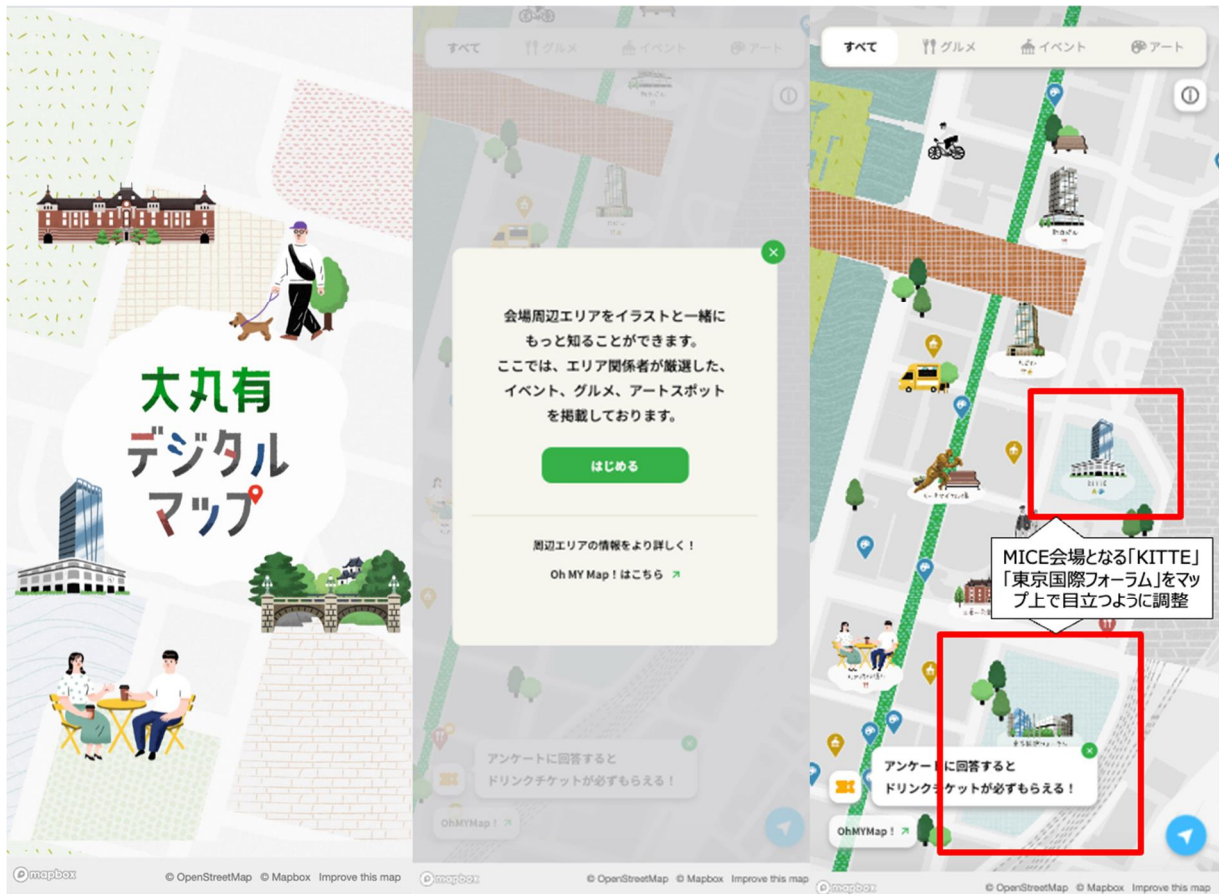 大丸有
デジタル
マップ
mapbox
© OpenStreetMap © Mapbox Improve this map
すべて
グルメ
イベント
アート
会場周辺エリアをイラストと一緒に
もっと知ることができます。
ここでは、エリア関係者が厳選した、
イベント、グルメ、アートスポット
を掲載しております。
はじめる
周辺エリアの情報をより詳しく！
Oh MY Map！はこちら
アンケートに回答すると
ドリンクチケットが必ずもらえる！
OhMYMap！
mapbox
© OpenStreetMap © Mapbox Improve this map
すべて
グルメ
イベント
アート
KITTE
MICE会場となる「KITTE」
「東京国際フォーラム」をマッ
プ上で目立つように調整
東京国際フォーラム
アンケートに回答すると
ドリンクチケットが必ずもらえる！
OhMYMap！
mapbox
© OpenStreetMap © Mapbox Improve this map